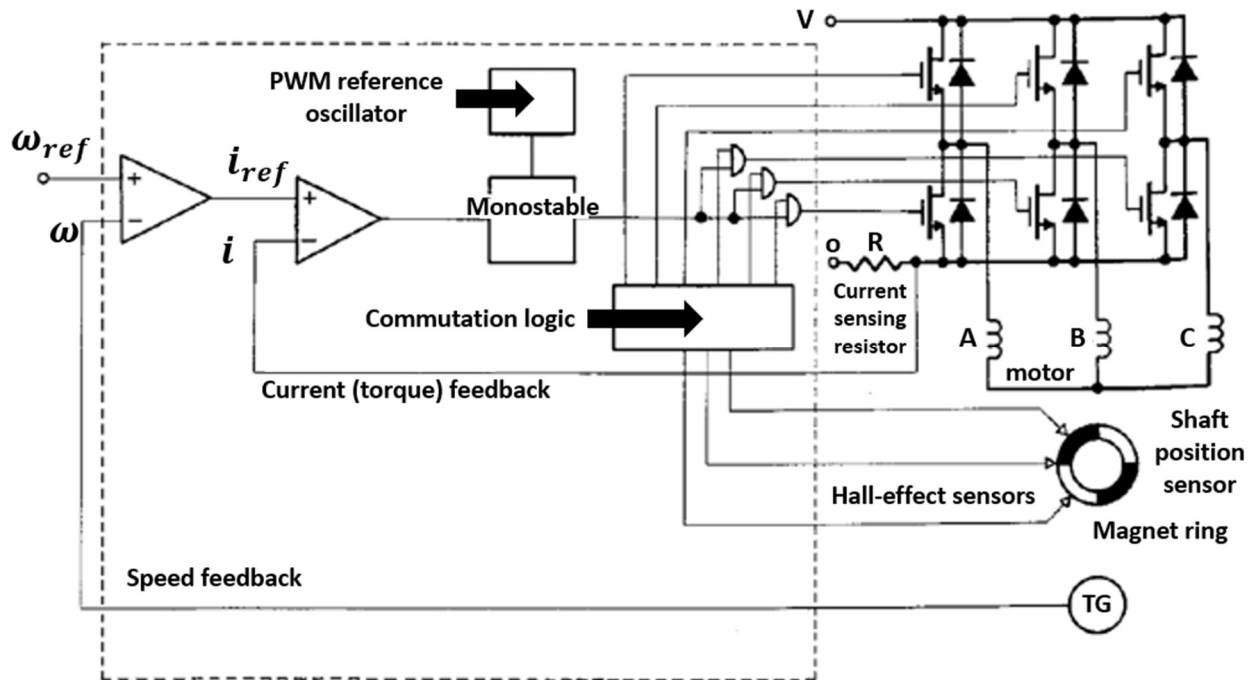 V
PWM reference
oscillator
ω_ref
+
−
ω
i_ref
+
−
i
Monostable
o
R
Current
sensing
resistor
Commutation logic
A
B
C
motor
Current (torque) feedback
Shaft
position
sensor
Hall-effect sensors
Magnet ring
Speed feedback
TG